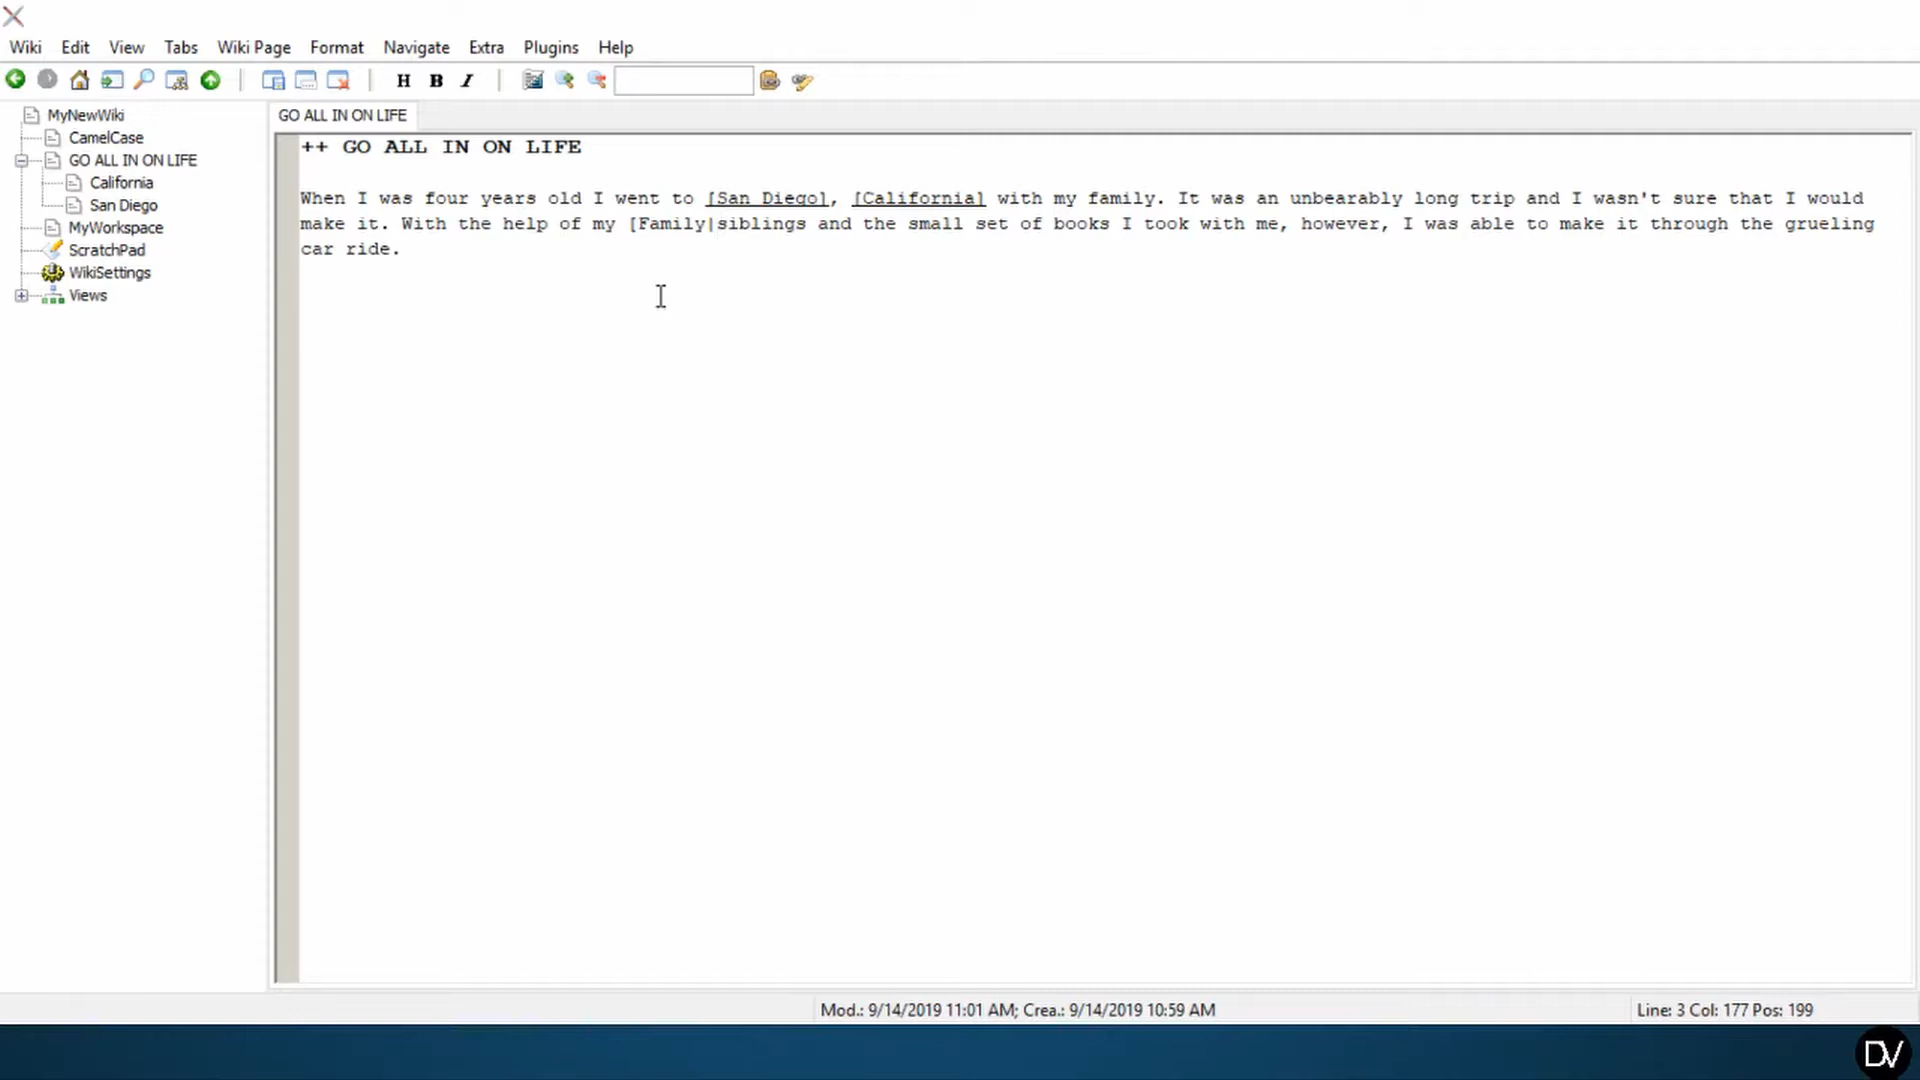 Wiki Edit View Tabs Wiki Page Format Navigate Extra Plugins Help
H B I
MyNewWiki
CamelCase
GO ALL IN ON LIFE
California
San Diego
MyWorkspace
ScratchPad
WikiSettings
Views
GO ALL IN ON LIFE
++ GO ALL IN ON LIFE
When I was four years old I went to [San Diego], [California] with my family. It was an unbearably long trip and I wasn't sure that I would
make it. With the help of my [Family|siblings and the small set of books I took with me, however, I was able to make it through the grueling
car ride.
Mod.: 9/14/2019 11:01 AM; Crea.: 9/14/2019 10:59 AM
Line: 3 Col: 177 Pos: 199
DV